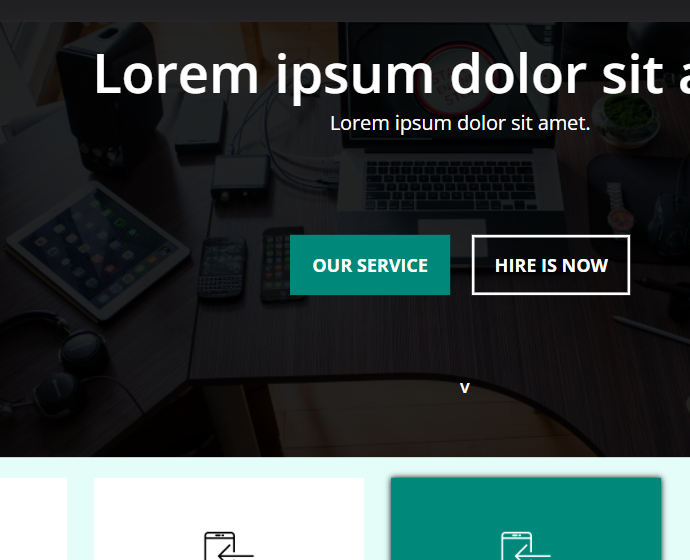 Lorem ipsum dolor sit a
Lorem ipsum dolor sit amet.
OUR SERVICE
HIRE IS NOW
v